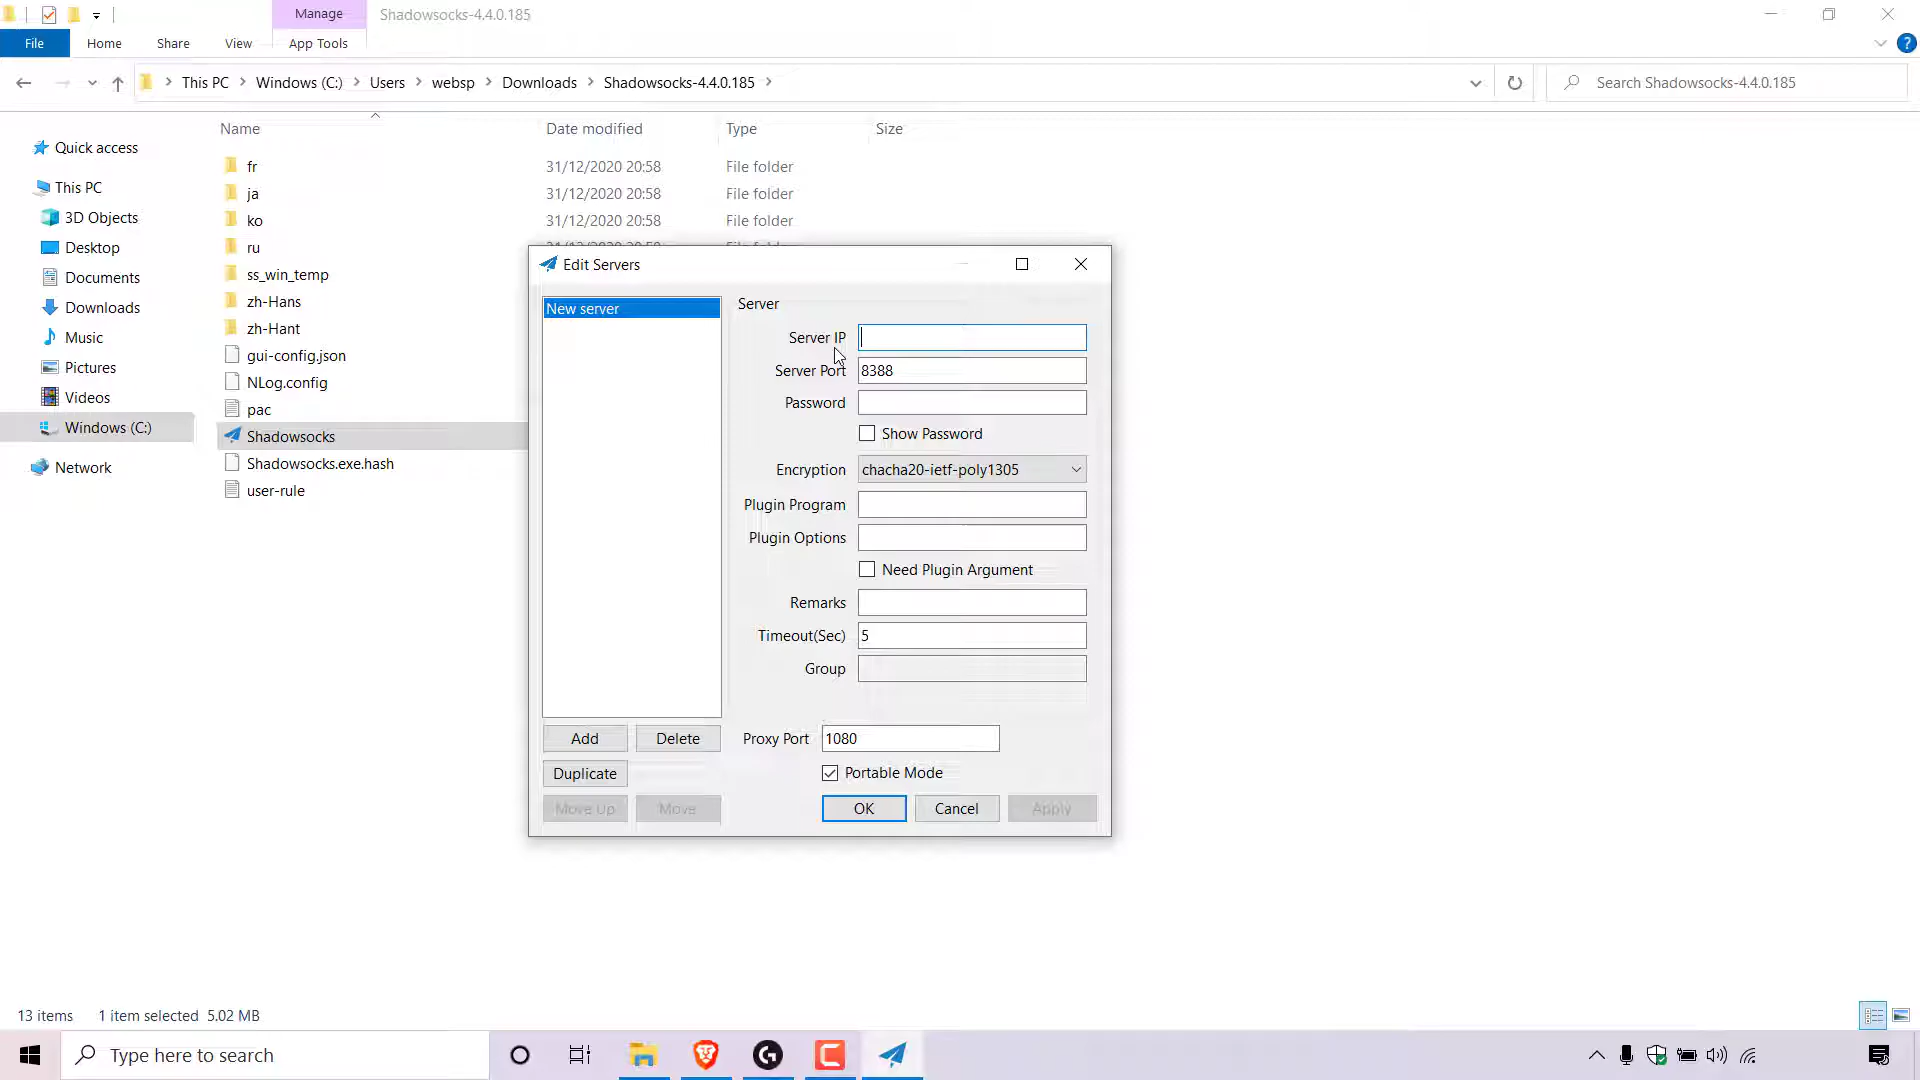 Manage
Shadowsocks-4.4.0.185
File
Home
Share
View
App Tools
This PC
Windows (C:)
Users
websp
Downloads
Shadowsocks-4.4.0.185
Search Shadowsocks-4.4.0.185
Name
Date modified
Type
Size
Quick access
This PC
3D Objects
Desktop
Documents
Downloads
Music
Pictures
Videos
Windows (C:)
Network
fr 31/12/2020 20:58 File folder
ja 31/12/2020 20:58 File folder
ko 31/12/2020 20:58 File folder
ru
ss_win_temp
zh-Hans
zh-Hant
gui-config.json
NLog.config
pac
Shadowsocks
Shadowsocks.exe.hash
user-rule
Edit Servers
New server
Server
Server IP
Server Port 8388
Password
Show Password
Encryption chacha20-ietf-poly1305
Plugin Program
Plugin Options
Need Plugin Argument
Remarks
Timeout(Sec) 5
Group
Add
Delete
Duplicate
Move Up
Move
Proxy Port 1080
Portable Mode
OK
Cancel
Apply
13 items
1 item selected 5.02 MB
Type here to search